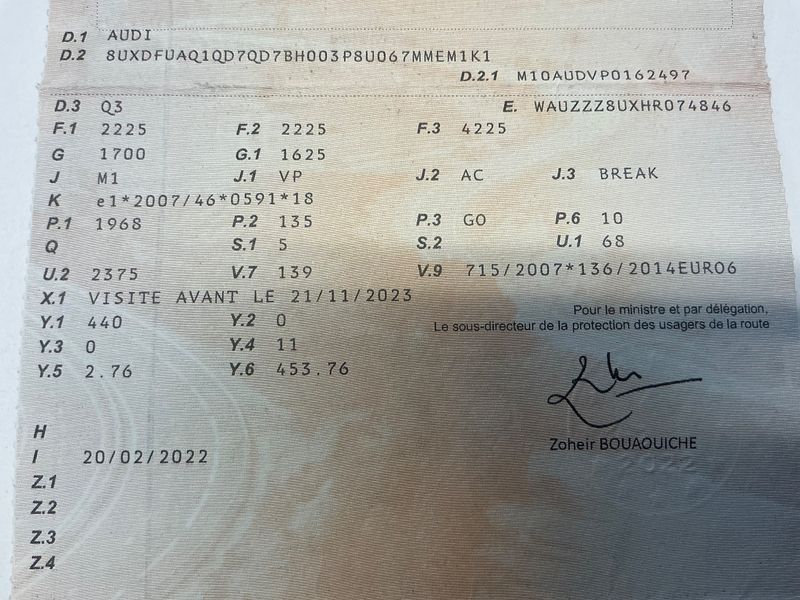 D.1 AUDI
D.2 8UXDFUAQ1QD7QD7BH003P8U067MMEM1K1
D.2.1 M10AUDVP0162497
D.3 Q3 E. WAUZZZ8UXHR074846
F.1 2225 F.2 2225 F.3 4225
G 1700 G.1 1625
J M1 J.1 VP J.2 AC J.3 BREAK
K e1*2007/46*0591*18
P.1 1968 P.2 135 P.3 GO P.6 10
Q S.1 5 S.2 U.1 68
U.2 2375 V.7 139 V.9 715/2007*136/2014EURO6
X.1 VISITE AVANT LE 21/11/2023
Y.1 440 Y.2 0
Pour le ministre et par délégation,
Le sous-directeur de la protection des usagers de la route
Y.3 0 Y.4 11
Y.5 2.76 Y.6 453.76
H
Zoheir BOUAOUICHE
I 20/02/2022
2022
Z.1
Z.2
Z.3
Z.4